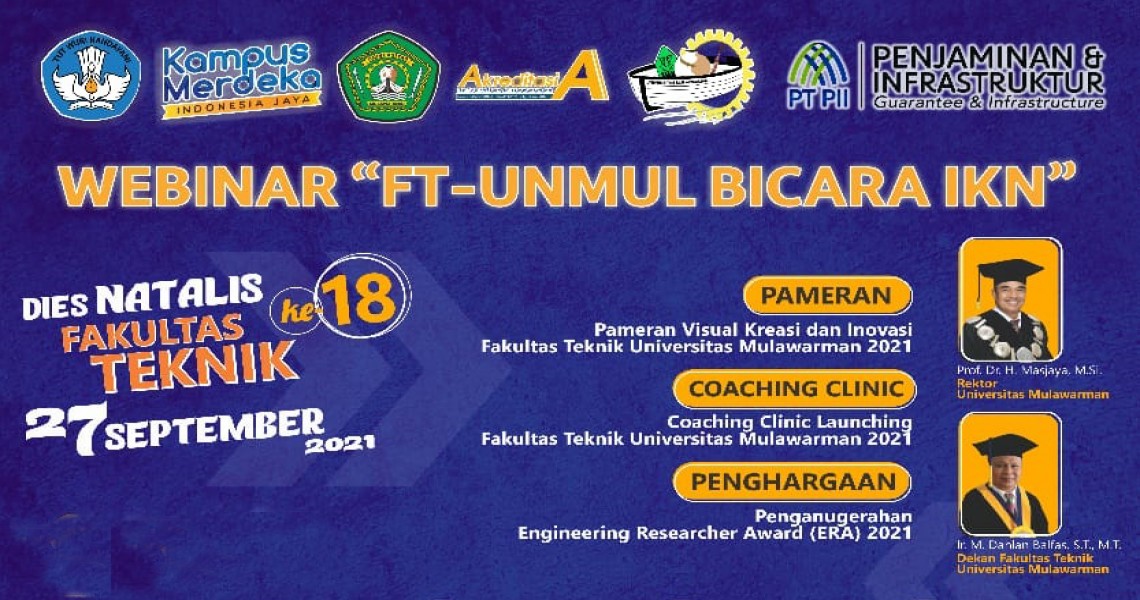 TUT WURI HANDAYANI
Kampus
Merdeka
INDONESIA JAYA
Akreditasi A
PT PII
PENJAMINAN &
INFRASTRUKTUR
Guarantee & Infrastructure
WEBINAR “FT-UNMUL BICARA IKN”
DIES NATALIS ke-18
FAKULTAS
TEKNIK
27 SEPTEMBER
2021
PAMERAN
Pameran Visual Kreasi dan Inovasi
Fakultas Teknik Universitas Mulawarman 2021
COACHING CLINIC
Coaching Clinic Launching
Fakultas Teknik Universitas Mulawarman 2021
PENGHARGAAN
Penganugerahan
Engineering Researcher Award (ERA) 2021
Prof. Dr. H. Masjaya, M.Si.
Rektor
Universitas Mulawarman
Ir. M. Dahlan Balfas, S.T., M.T.
Dekan Fakultas Teknik
Universitas Mulawarman